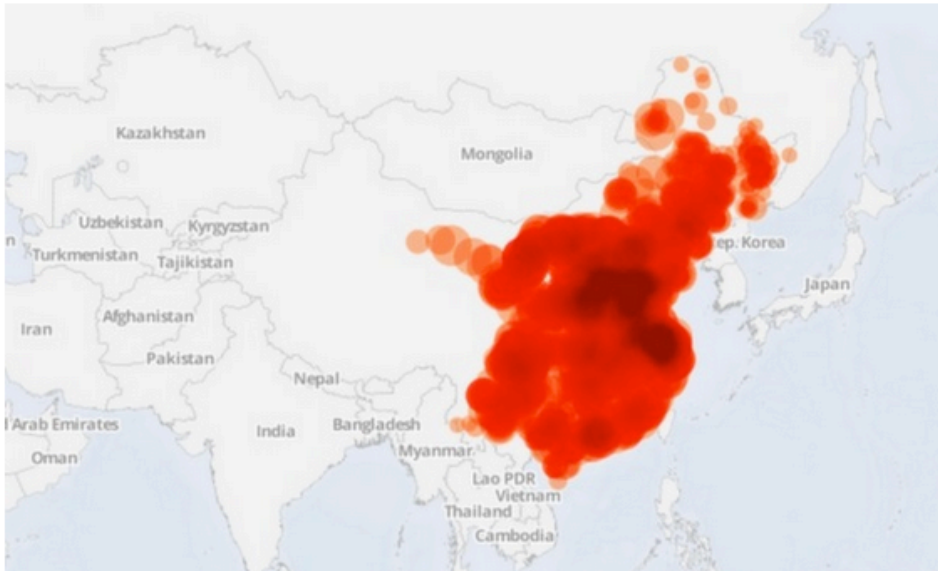 Kazakhstan
Mongolia
Uzbekistan
Kyrgyzstan
n
ep. Korea
Turkmenistan
Tajikistan
Japan
Afghanistan
Iran
Pakistan
Nepal
Arab Emirates
Bangladesh
India
Myanmar
Oman
Lao PDR
Vietnam
Thailand
Cambodia